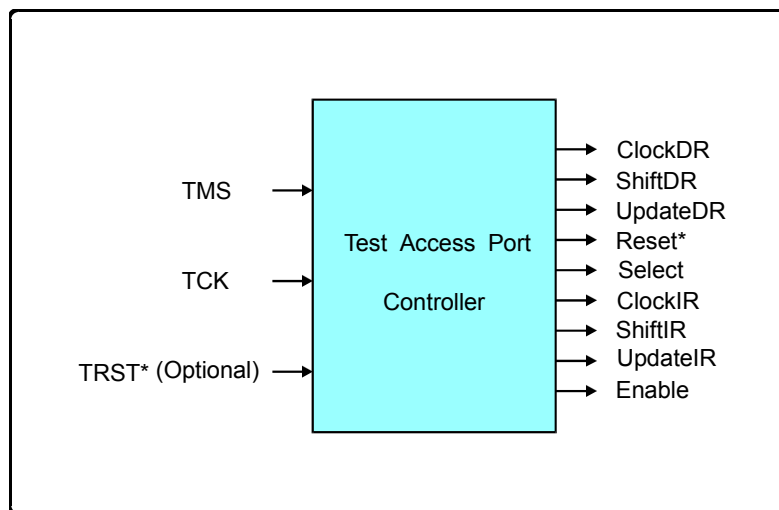 TMS
TCK
TRST* (Optional)
Test Access Port
Controller
ClockDR
ShiftDR
UpdateDR
Reset*
Select
ClockIR
ShiftIR
UpdateIR
Enable